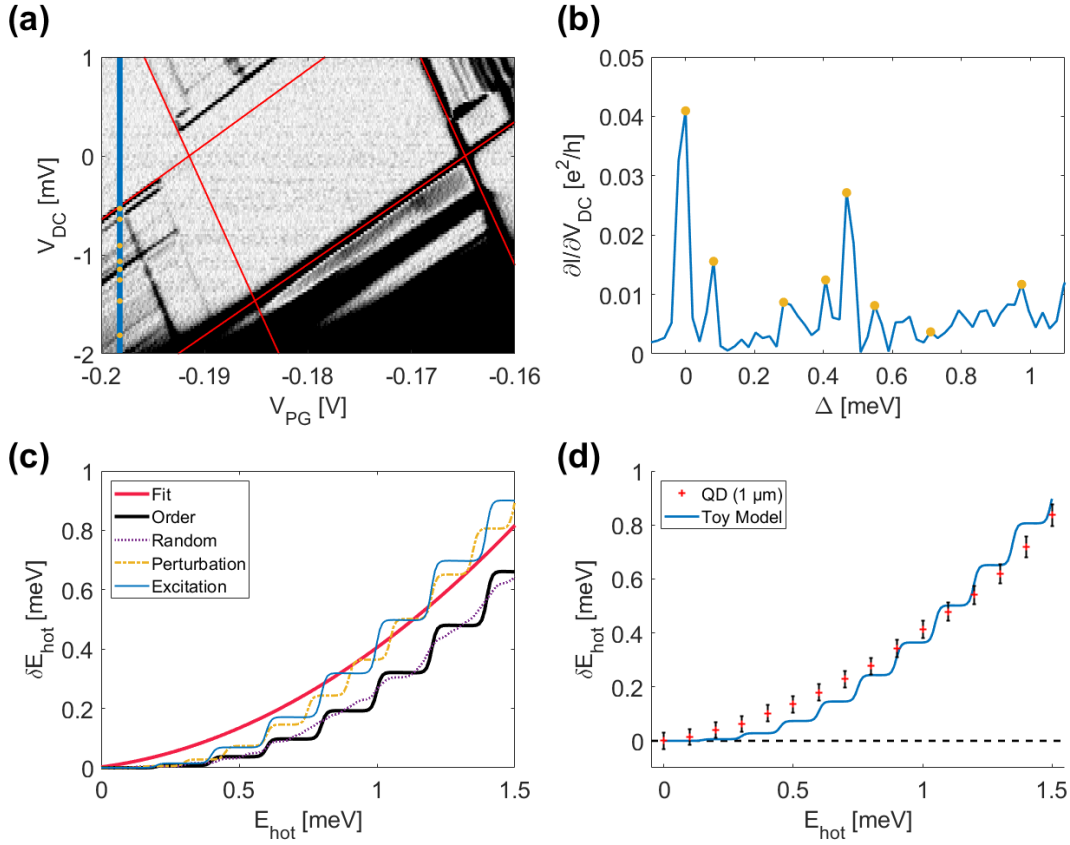 (a)
V_DC [mV]
1
0
-1
-2
-0.2
-0.19
-0.18
-0.17
-0.16
V_PG [V]
(b)
∂I/∂V_DC [e²/h]
0.05
0.04
0.03
0.02
0.01
0
0
0.2
0.4
0.6
0.8
1
Δ [meV]
(c)
δE_hot [meV]
1
0.8
0.6
0.4
0.2
0
Fit
Order
Random
Perturbation
Excitation
0
0.5
1
1.5
E_hot [meV]
(d)
δE_hot [meV]
1
0.8
0.6
0.4
0.2
0
QD (1 μm)
Toy Model
0
0.5
1
1.5
E_hot [meV]